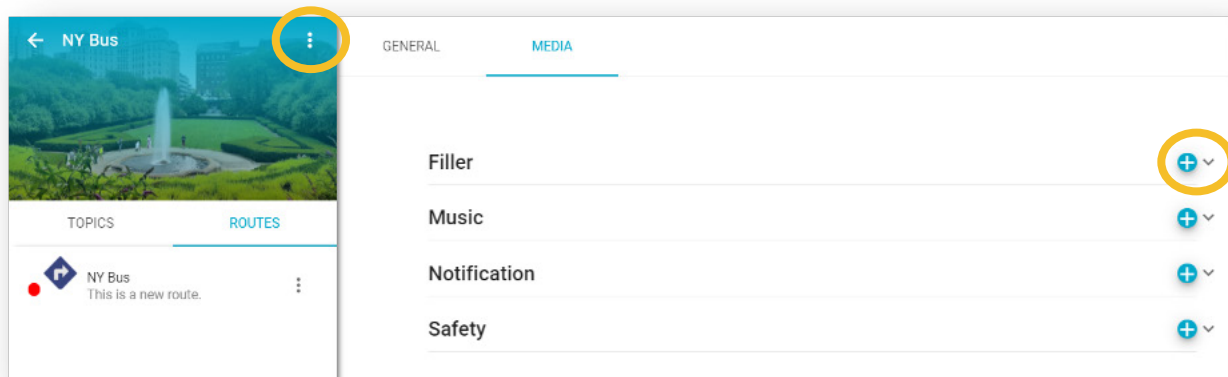 NY Bus
TOPICS ROUTES
NY Bus
This is a new route.
GENERAL MEDIA
Filler
Music
Notification
Safety